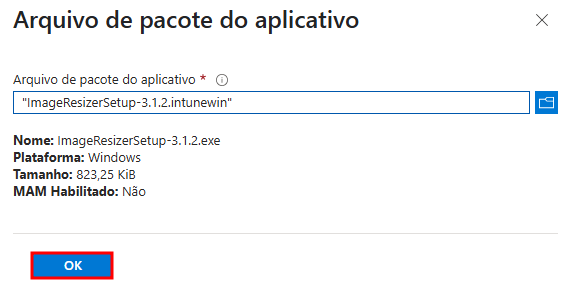 Arquivo de pacote do aplicativo
Arquivo de pacote do aplicativo *
"ImageResizerSetup-3.1.2.intunewin"
Nome: ImageResizerSetup-3.1.2.exe
Plataforma: Windows
Tamanho: 823,25 KiB
MAM Habilitado: Não
OK